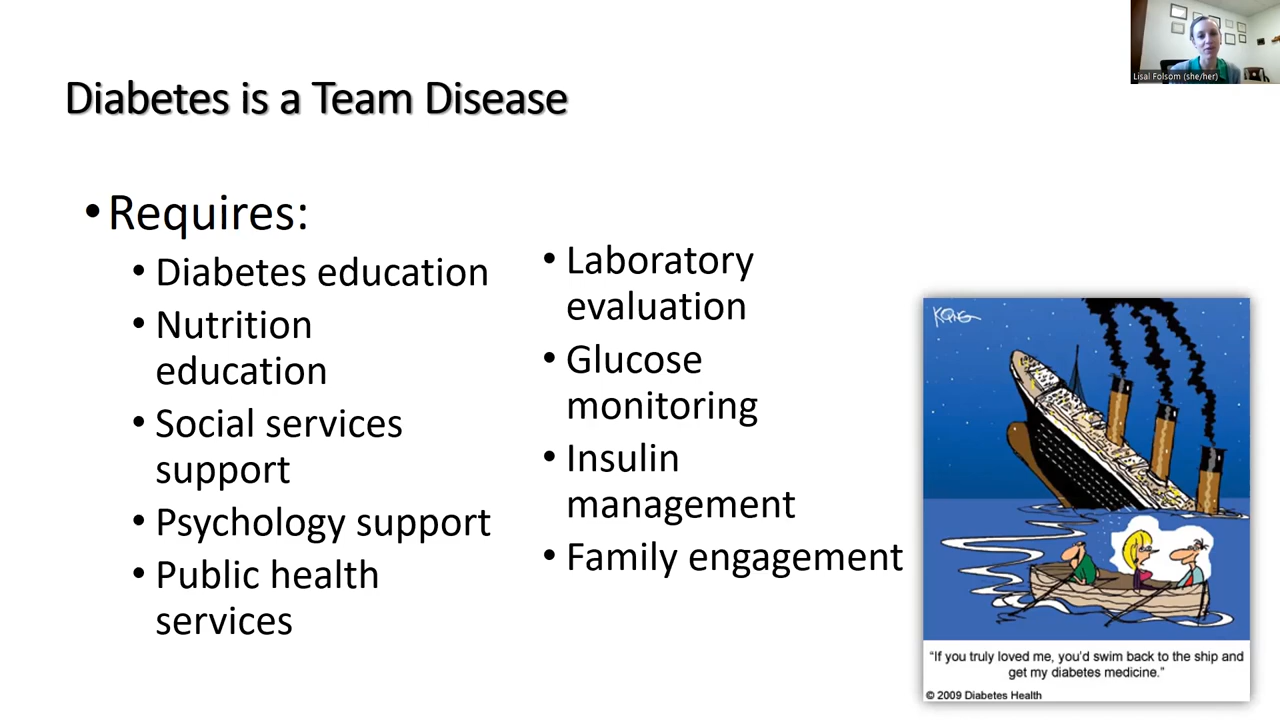 Lisal Folsom (she/her)
Diabetes is a Team Disease
• Requires:
• Diabetes education
• Nutrition
education
• Social services
support
• Psychology support
• Public health
services
• Laboratory
evaluation
• Glucose
monitoring
• Insulin
management
• Family engagement
“If you truly loved me, you’d swim back to the ship and
get my diabetes medicine.”
© 2009 Diabetes Health